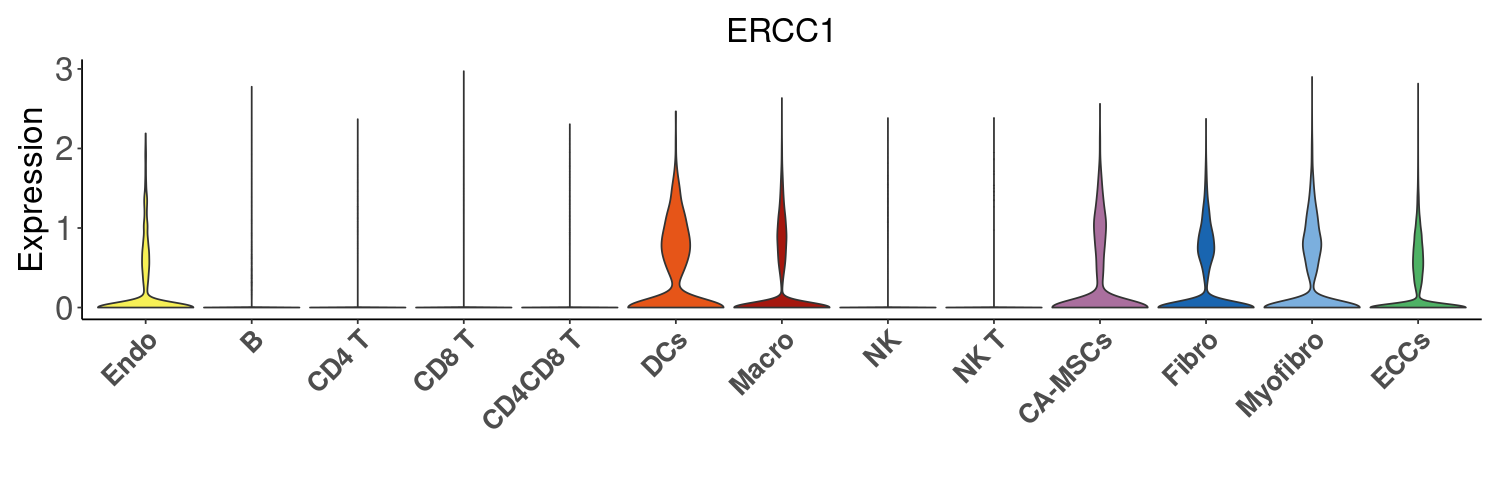 ERCC1
Expression
3
2
1
0
Endo
B
CD4 T
CD8 T
CD4CD8 T
DCs
Macro
NK
NK T
CA-MSCs
Fibro
Myofibro
ECCs